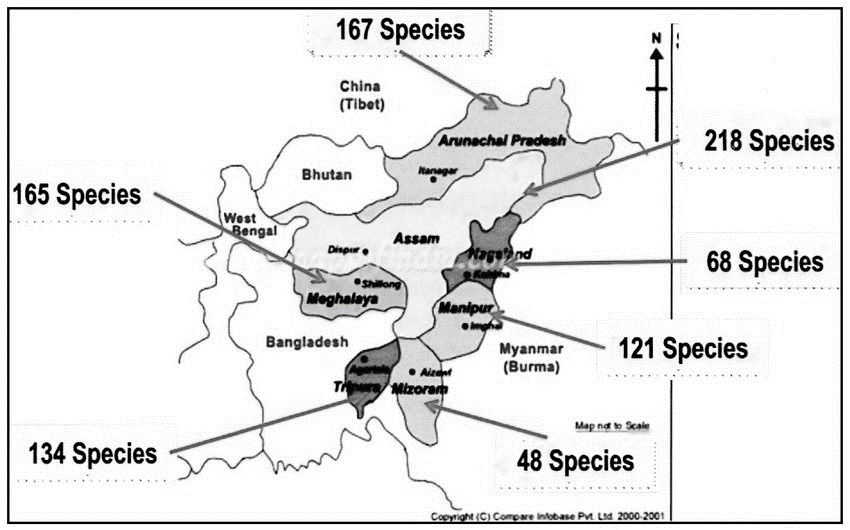 167 Species
N
China
(Tibet)
Arunachal Pradesh
218 Species
Itanagar
Bhutan
165 Species
West
Bengal
Assam
Dispur
Nagaland
68 Species
Kohima
Shillong
Meghalaya
Manipur
Imphal
Bangladesh
Myanmar
(Burma)
121 Species
Agartala
Aizawl
Tripura
Mizoram
Map not to Scale
134 Species
48 Species
Copyright (C) Compare Infobase Pvt. Ltd. 2000-2001